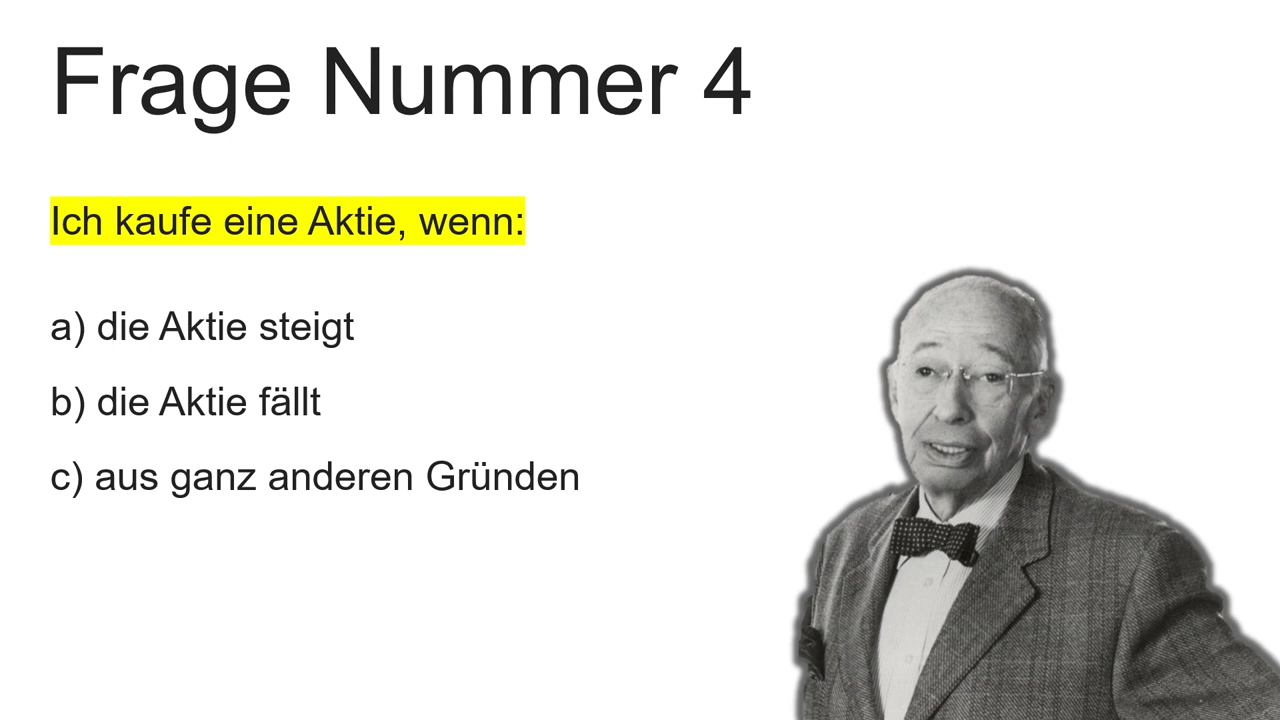 Frage Nummer 4
Ich kaufe eine Aktie, wenn:
a) die Aktie steigt
b) die Aktie fällt
c) aus ganz anderen Gründen